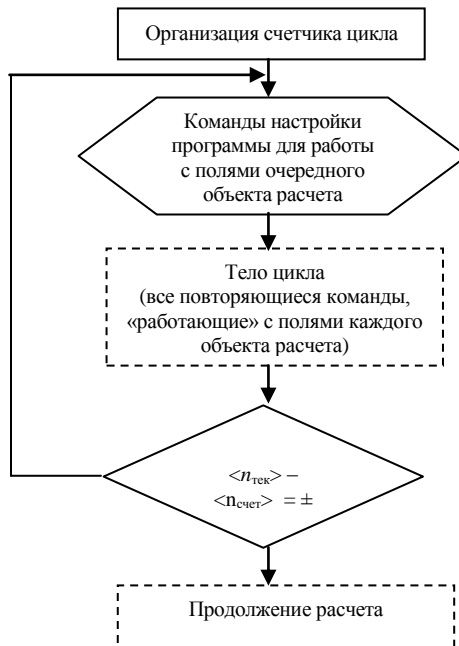 Организация счетчика цикла
Команды настройки
программы для работы
с полями очередного
объекта расчета
Тело цикла
(все повторяющиеся команды,
«работающие» с полями каждого
объекта расчета)
<nтек> –
<nсчет> = ±
Продолжение расчета